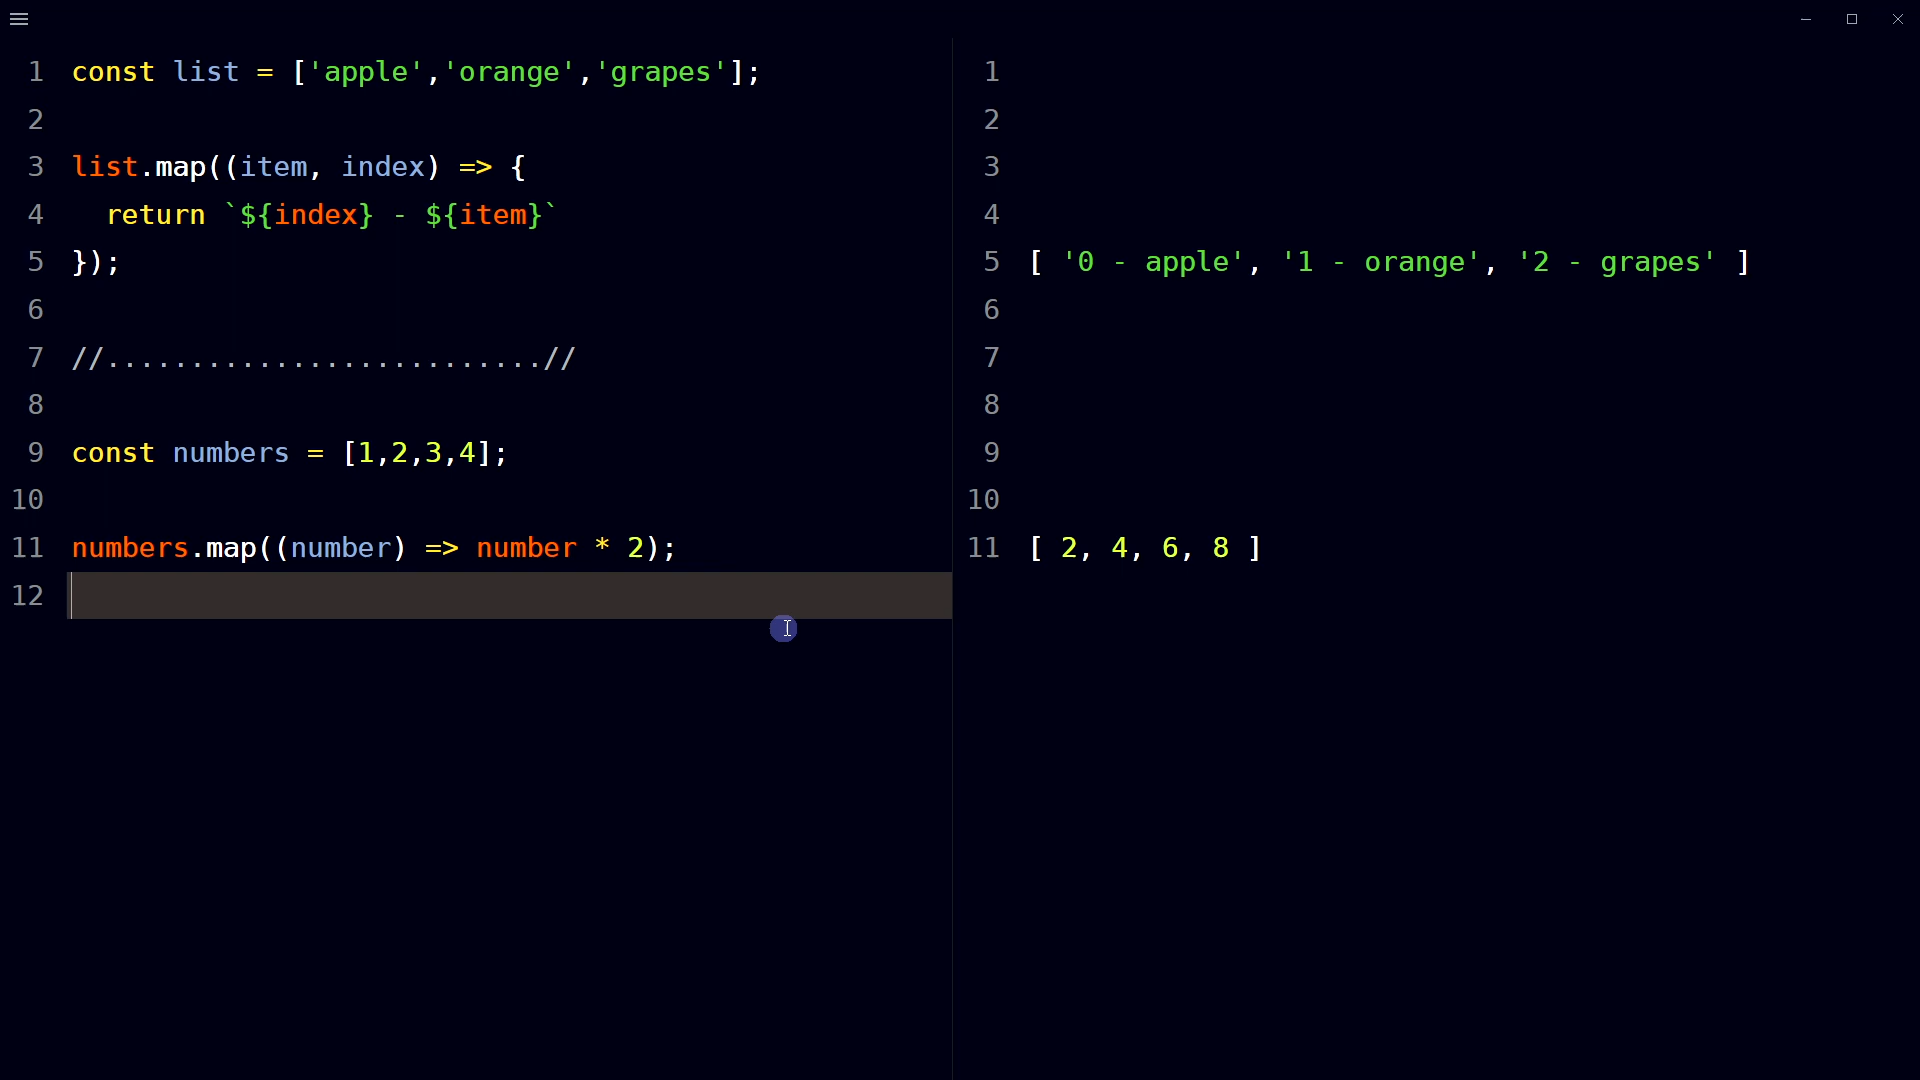 1 const list = ['apple','orange','grapes'];
2
3 list.map((item, index) => {
4   return `${index} - ${item}`
5 });
6
7 //..........................//
8
9 const numbers = [1,2,3,4];
10
11 numbers.map((number) => number * 2);
12
1
2
3
4
5 [ '0 - apple', '1 - orange', '2 - grapes' ]
6
7
8
9
10
11 [ 2, 4, 6, 8 ]